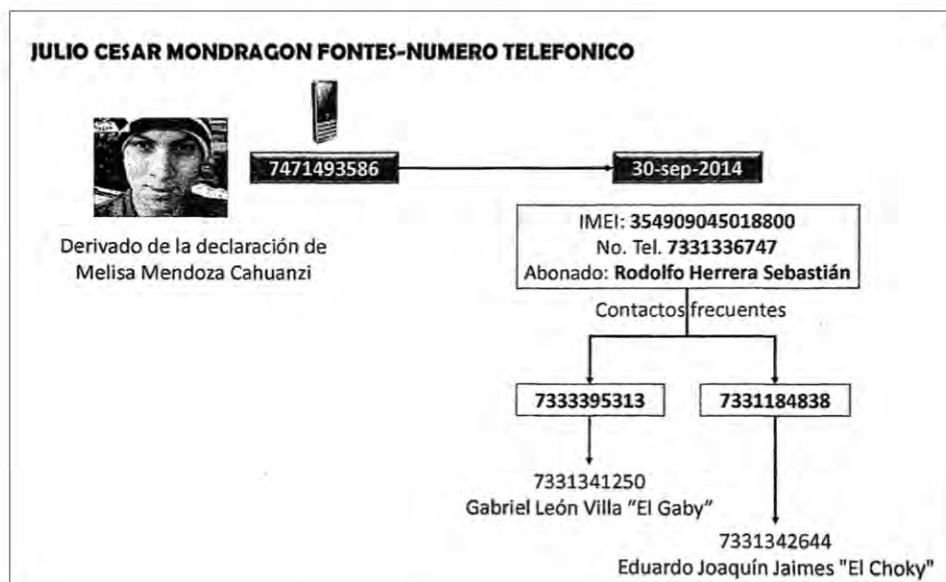 JULIO CESAR MONDRAGON FONTES-NUMERO TELEFONICO
7471493586
30-sep-2014
Derivado de la declaración de
Melisa Mendoza Cahuanzi
IMEI: 354909045018800
No. Tel. 7331336747
Abonado: Rodolfo Herrera Sebastián
Contactos frecuentes
7333395313
7331184838
7331341250
Gabriel León Villa "El Gaby"
7331342644
Eduardo Joaquín Jaimes "El Choky"